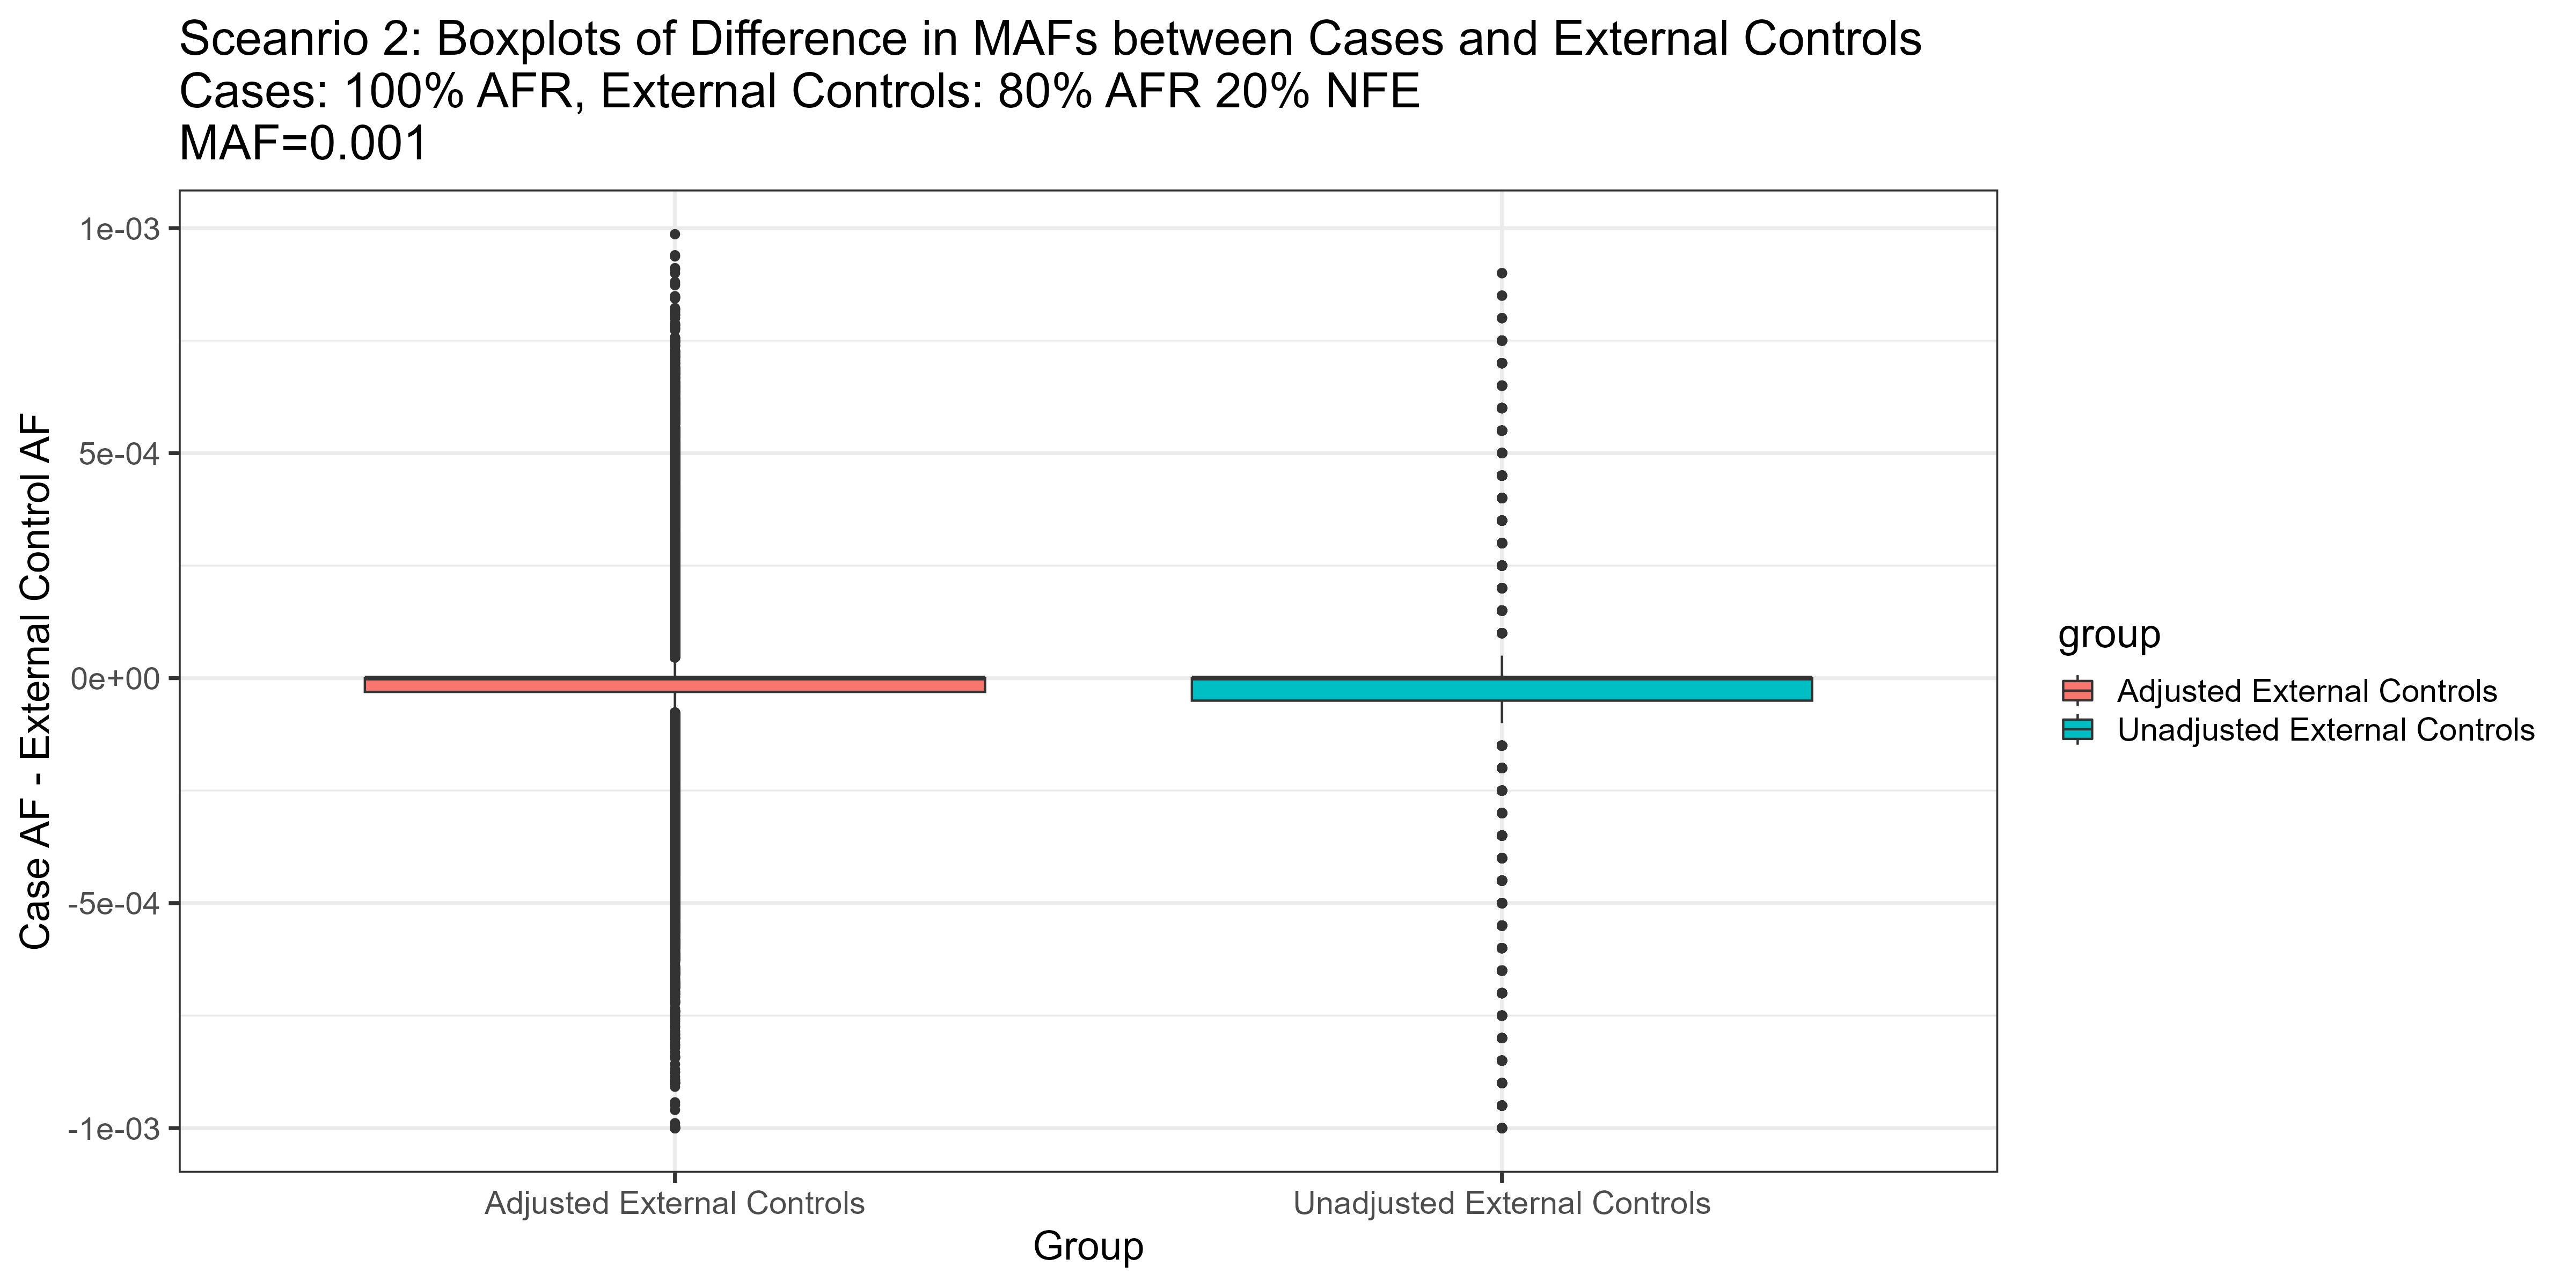 Sceanrio 2: Boxplots of Difference in MAFs between Cases and External Controls
Cases: 100% AFR, External Controls: 80% AFR 20% NFE
MAF=0.001
1e-03
5e-04
0e+00
-5e-04
-1e-03
Case AF - External Control AF
Adjusted External Controls
Unadjusted External Controls
Group
group
Adjusted External Controls
Unadjusted External Controls